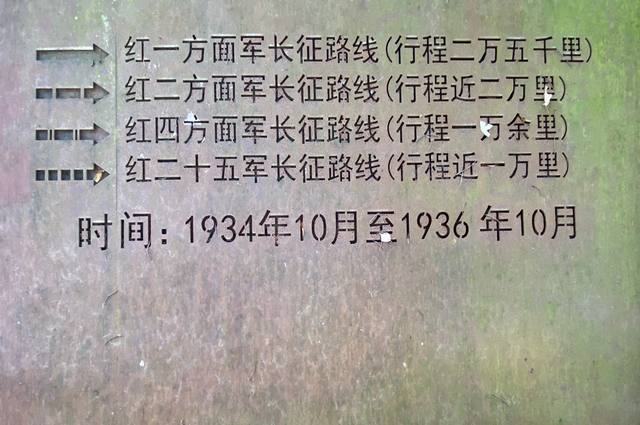 红一方面军长征路线(行程二万五千里)
红二方面军长征路线(行程近二万里)
红四方面军长征路线(行程一万余里)
红二十五军长征路线(行程近一万里)
时间:1934年10月至1936年10月